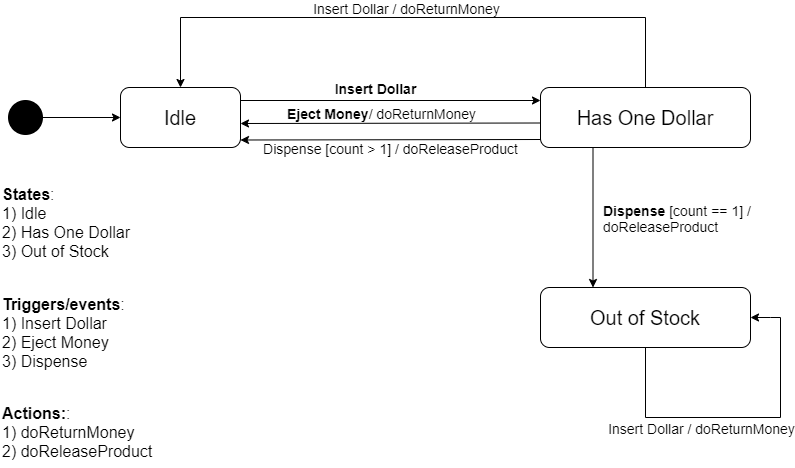 Insert Dollar / doReturnMoney
Insert Dollar
Idle
Eject Money/ doReturnMoney
Has One Dollar
Dispense [count > 1] / doReleaseProduct
States:
1) Idle
2) Has One Dollar
3) Out of Stock
Dispense [count == 1] /
doReleaseProduct
Triggers/events:
1) Insert Dollar
2) Eject Money
3) Dispense
Out of Stock
Actions::
1) doReturnMoney
2) doReleaseProduct
Insert Dollar / doReturnMoney